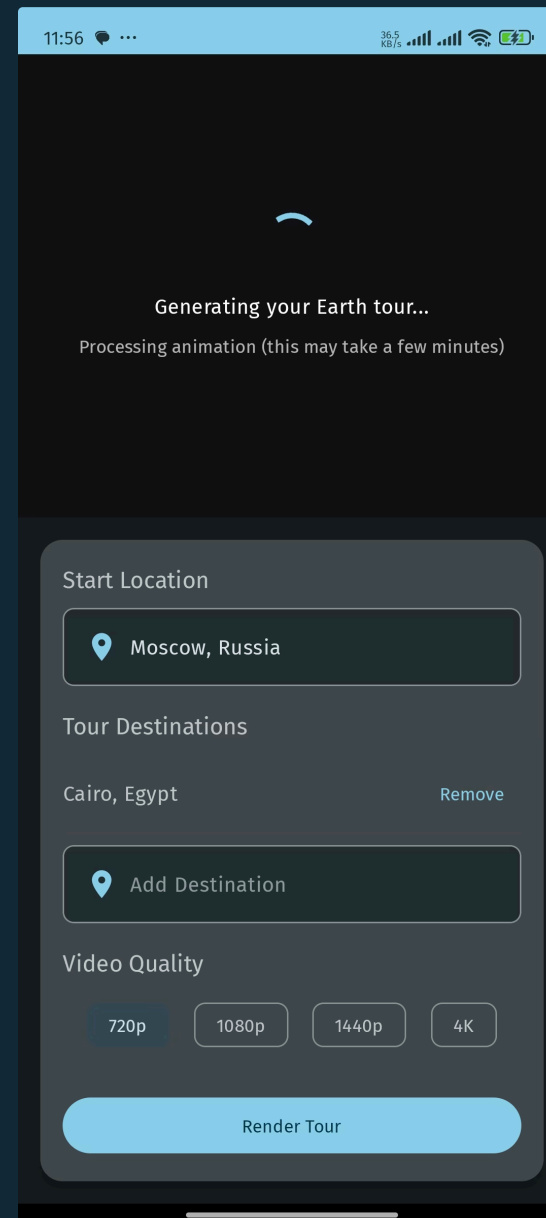 11:56
36.5
KB/s
Generating your Earth tour...
Processing animation (this may take a few minutes)
Start Location
Moscow, Russia
Tour Destinations
Cairo, Egypt Remove
Add Destination
Video Quality
720p 1080p 1440p 4K
Render Tour